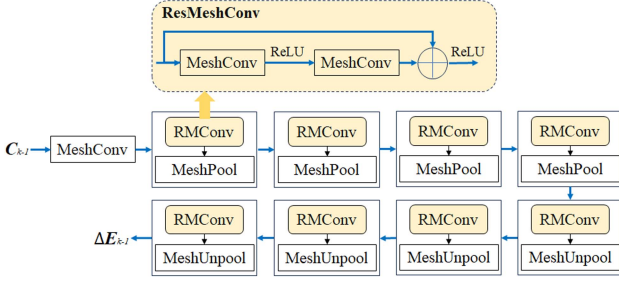 ResMeshConv
MeshConv ReLU MeshConv ReLU
C_{k-1} MeshConv RMConv RMConv RMConv RMConv
MeshPool MeshPool MeshPool MeshPool
ΔE_{k-1} RMConv RMConv RMConv RMConv
MeshUnpool MeshUnpool MeshUnpool MeshUnpool